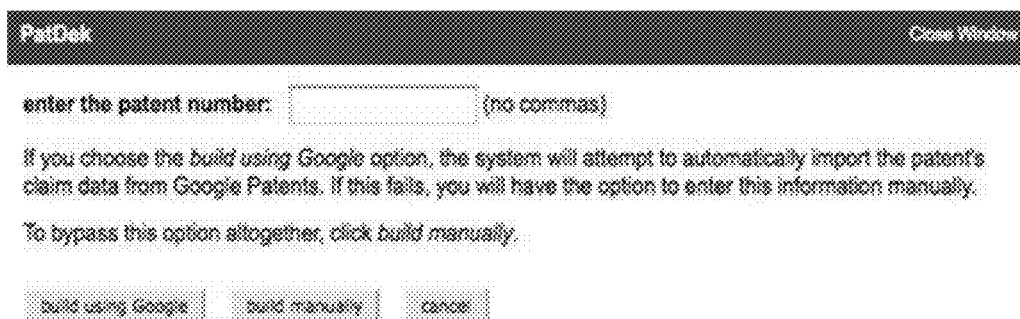 PatDek Close Window
enter the patent number: (no commas)
If you choose the build using Google option, the system will attempt to automatically import the patent's
claim data from Google Patents. If this fails, you will have the option to enter this information manually.
To bypass this option altogether, click build manually.
build using Google build manually cancel